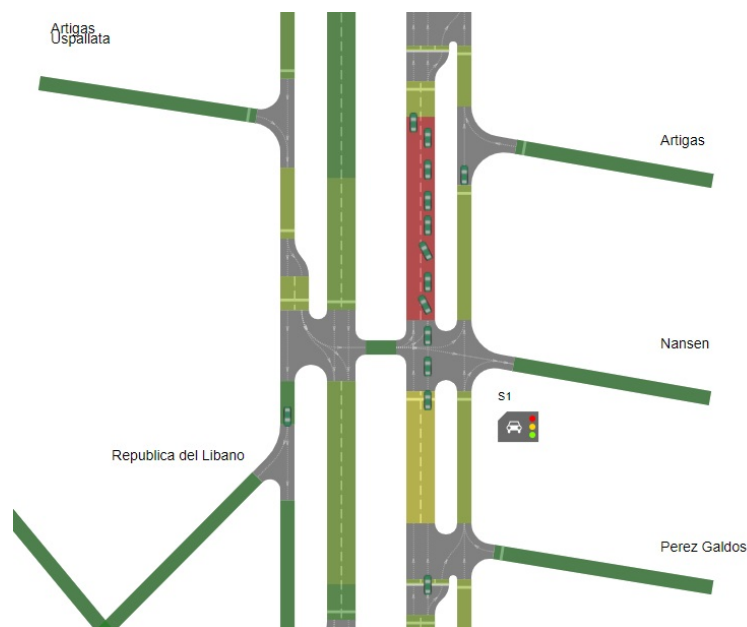 Artigas
Uspallata
Artigas
Nansen
S1
Republica del Libano
Perez Galdos